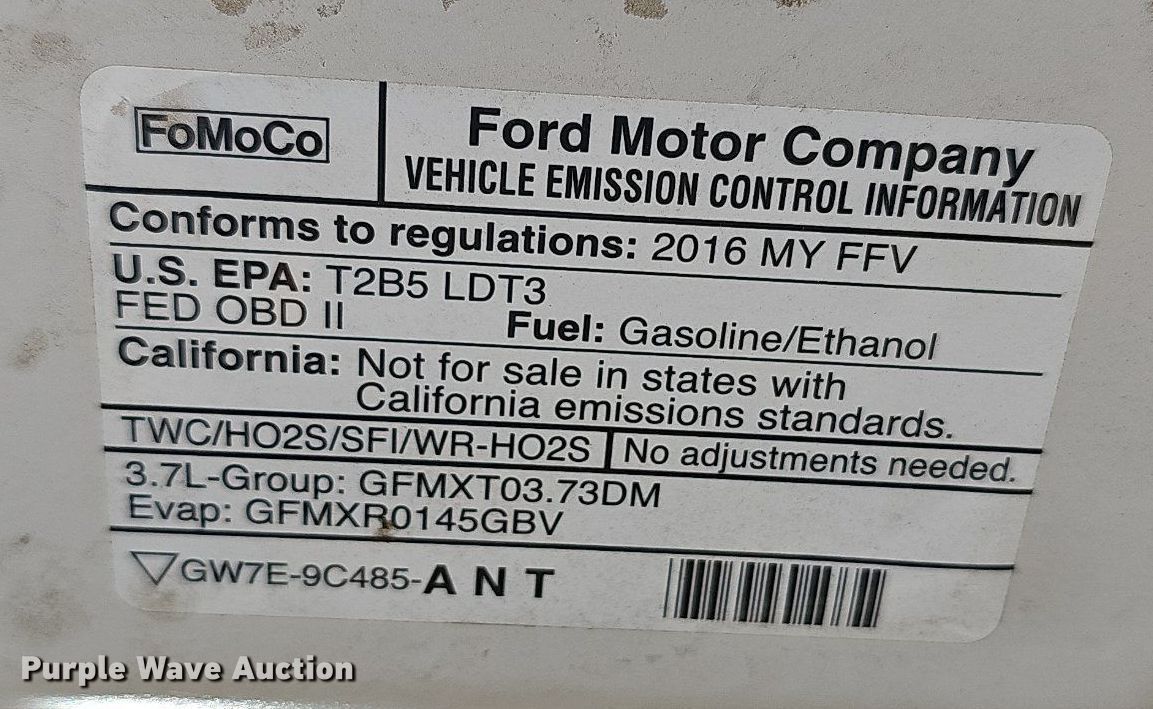 FoMoCo
Ford Motor Company
VEHICLE EMISSION CONTROL INFORMATION
Conforms to regulations: 2016 MY FFV
U.S. EPA: T2B5 LDT3
FED OBD II Fuel: Gasoline/Ethanol
California: Not for sale in states with
California emissions standards.
TWC/HO2S/SFI/WR-HO2S No adjustments needed.
3.7L-Group: GFMXT03.73DM
Evap: GFMXR0145GBV
GW7E-9C485-A N T
Purple Wave Auction